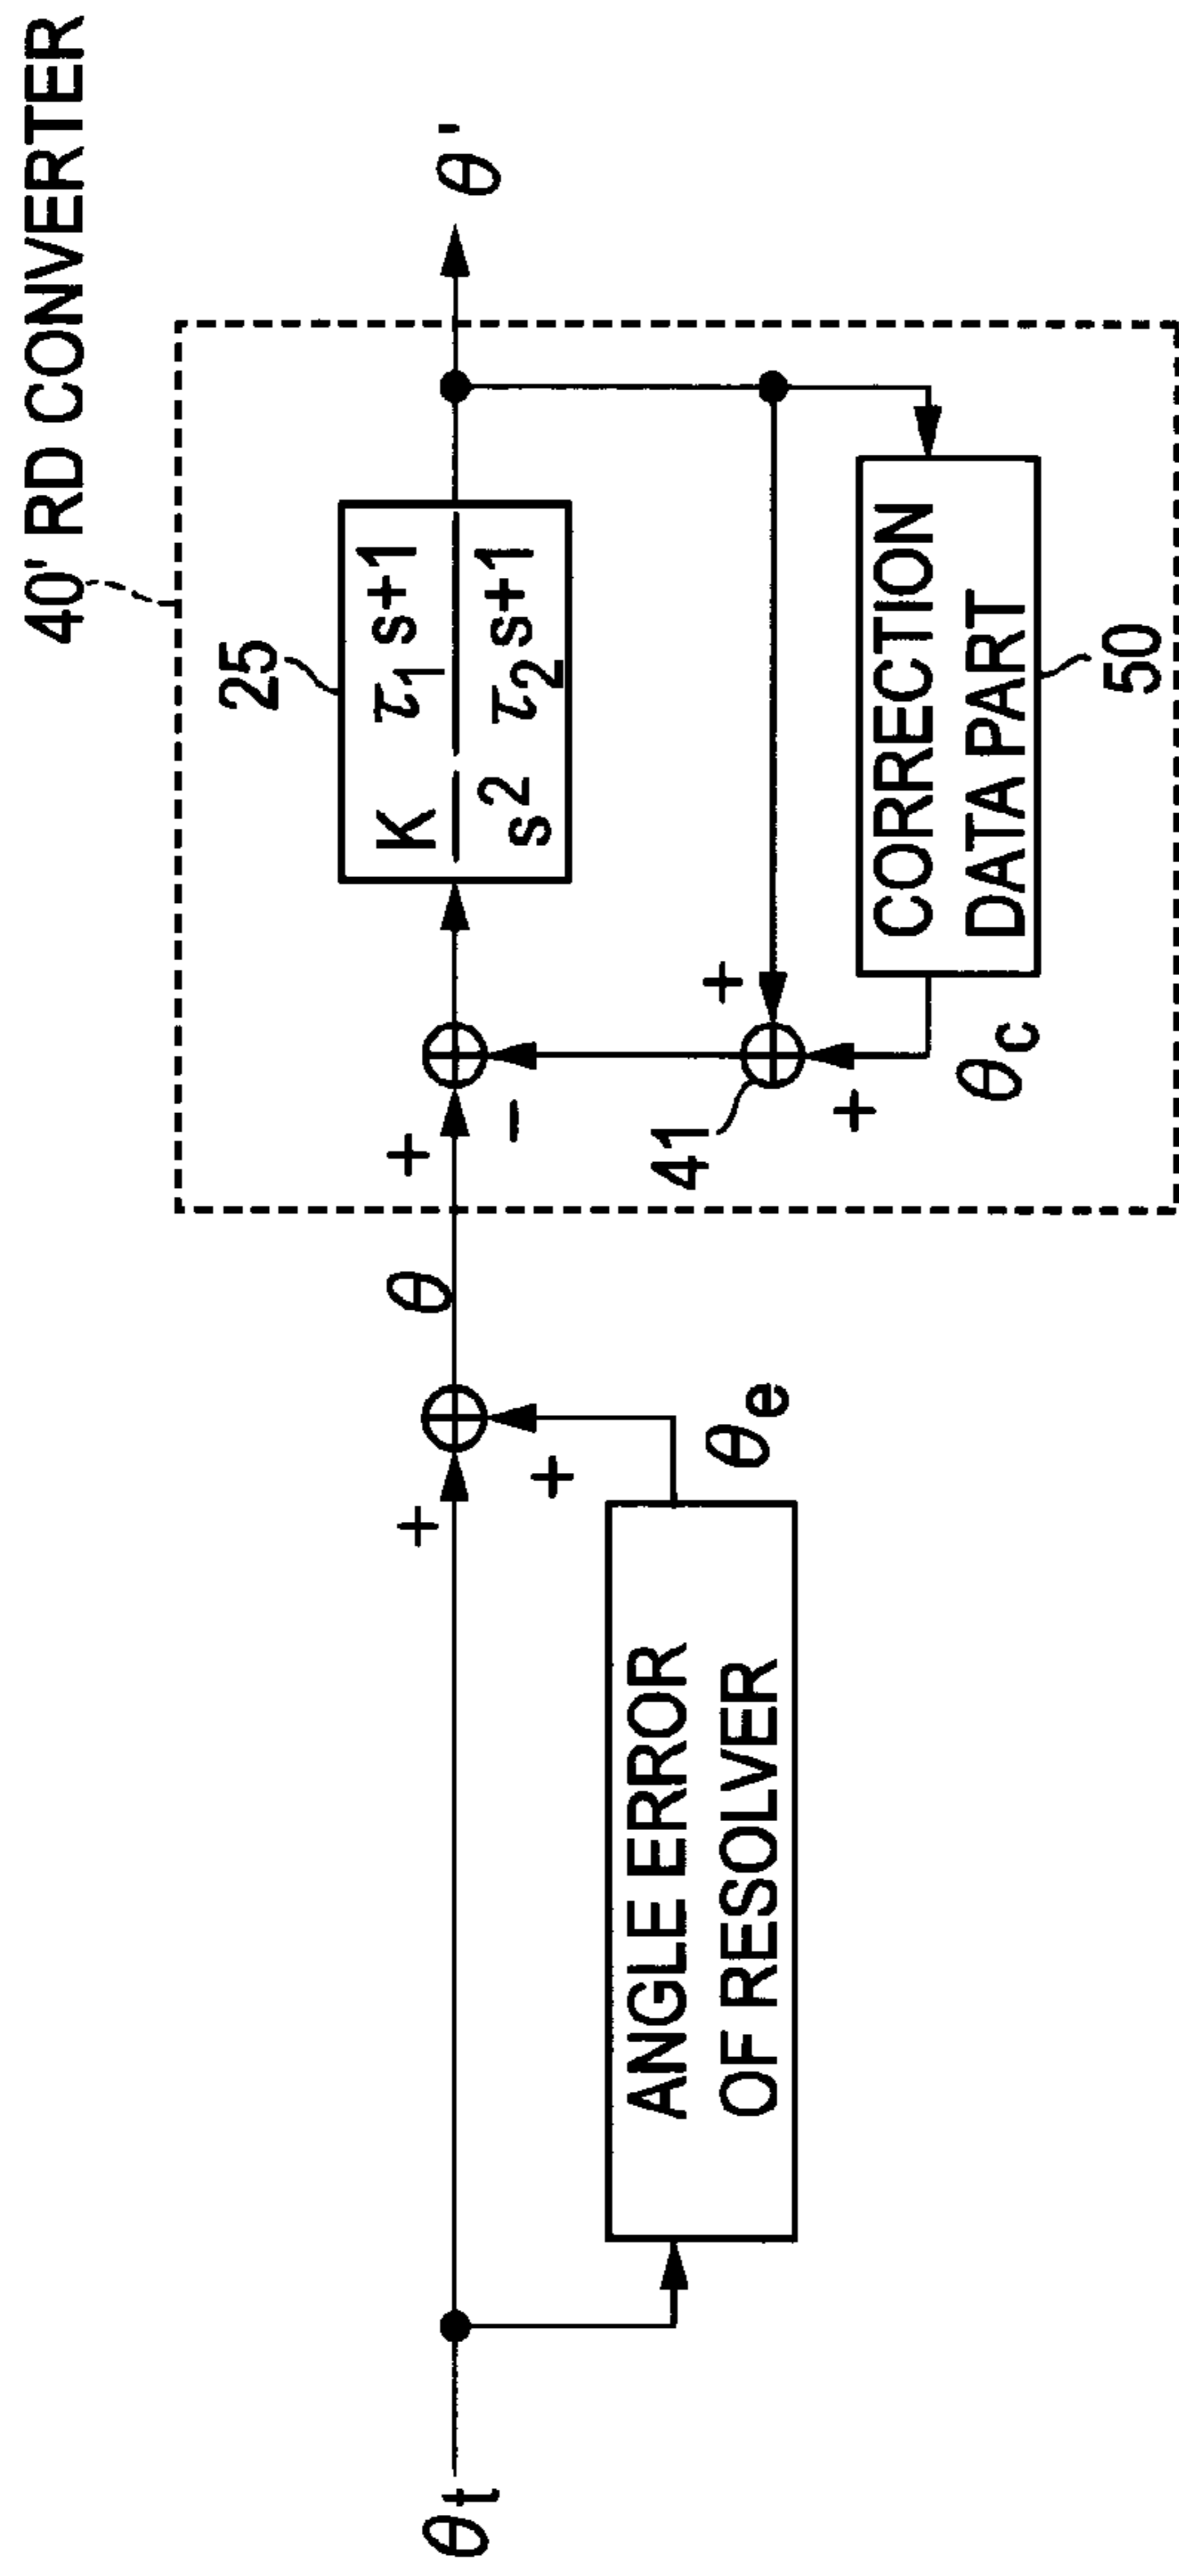 40' RD CONVERTER
25
K τ₁s+1
s² τ₂s+1
θ'
+
θ
+
-
+
41
+
θc
CORRECTION
DATA PART
50
θt
+
+
θe
ANGLE ERROR
OF RESOLVER